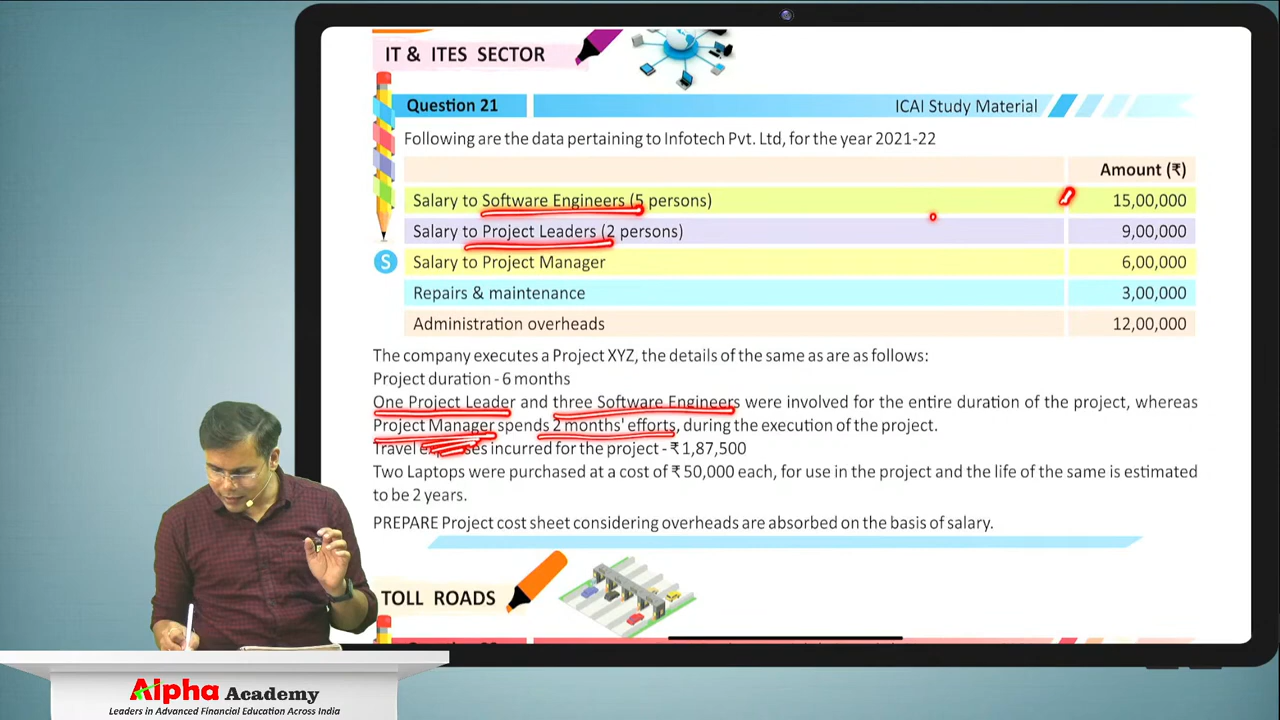 IT & ITES SECTOR
Question 21
ICAI Study Material
Following are the data pertaining to Infotech Pvt. Ltd, for the year 2021-22
Amount (₹)
Salary to Software Engineers (5 persons) 15,00,000
Salary to Project Leaders (2 persons) 9,00,000
S
Salary to Project Manager 6,00,000
Repairs & maintenance 3,00,000
Administration overheads 12,00,000
The company executes a Project XYZ, the details of the same as are as follows:
Project duration - 6 months
One Project Leader and three Software Engineers were involved for the entire duration of the project, whereas
Project Manager spends 2 months' efforts, during the execution of the project.
Travel expenses incurred for the project - ₹ 1,87,500
Two Laptops were purchased at a cost of ₹ 50,000 each, for use in the project and the life of the same is estimated
to be 2 years.
PREPARE Project cost sheet considering overheads are absorbed on the basis of salary.
TOLL ROADS
Alpha Academy
Leaders in Advanced Financial Education Across India